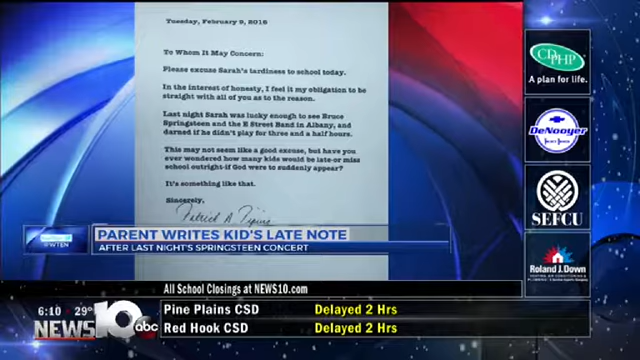 Tuesday, February 9, 2016
To Whom It May Concern:
Please excuse Sarah's tardiness to school today.
In the interest of honesty, I feel it my obligation to
be straight with all of you as to the reason.
Last night Sarah was lucky enough to see Bruce
Springsteen and the E Street Band in Albany, and
darned if he didn't play for three and a half hours.
This may not seem like a good excuse, but have you
ever wondered how many kids would be late-or miss
school outright-if God were to suddenly appear?
It's something like that.
Sincerely,
Patrick A.
PARENT WRITES KID'S LATE NOTE
AFTER LAST NIGHT'S SPRINGSTEEN CONCERT
@WTEN
CDPHP
A plan for life.
DeNooyer
SEFCU
Roland J. Down
All School Closings at NEWS10.com
6:10 29°
NEWS 10 abc
Pine Plains CSD Delayed 2 Hrs
Red Hook CSD Delayed 2 Hrs